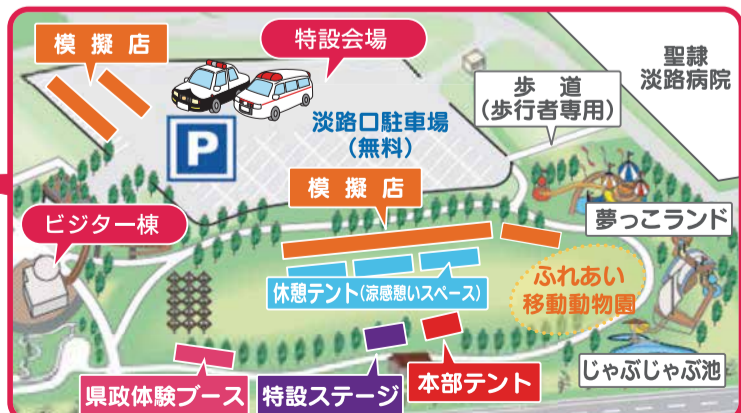 模擬店
特設会場
聖隷
淡路病院
歩道
(歩行者専用)
P
淡路口駐車場
(無料)
模擬店
ビジター棟
夢っこランド
休憩テント(涼感憩いスペース)
ふれあい
移動動物園
じゃぶじゃぶ池
県政体験ブース
特設ステージ
本部テント